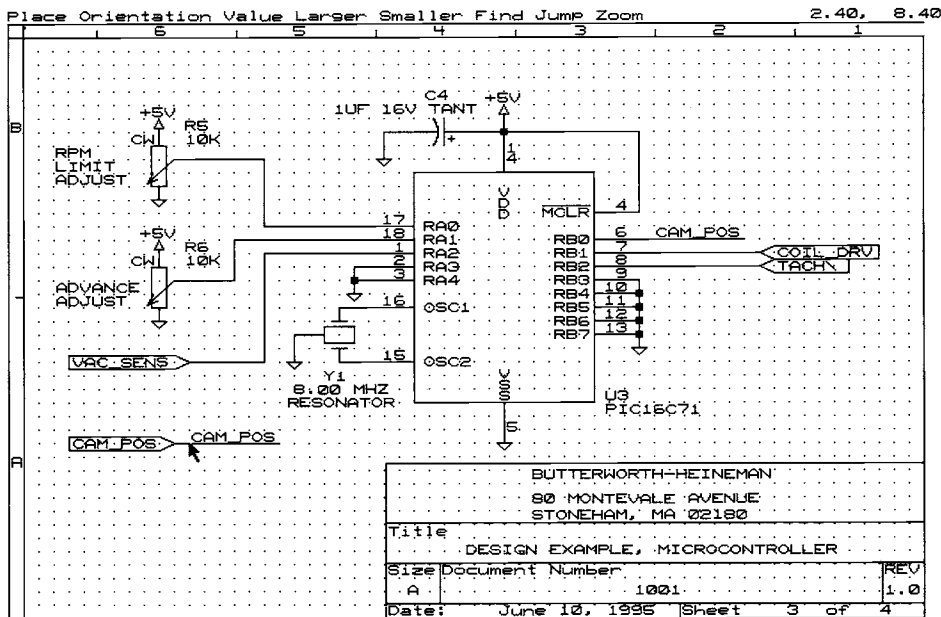 Place Orientation Value Larger Smaller Find Jump Zoom 2.40, 8.40
6 5 4 3 2 1
B
C4
1UF 16V TANT
+5V
+
+5V
CW
R5
10K
RPM
LIMIT
ADJUST
1
4
VDD
MCLR 4
17 RA0
18 RA1
1 RA2
2 RA3
3 RA4
RB0 6 CAM_POS
RB1 7 COIL_DRV
RB2 8 TACH\
RB3 9
RB4 10
RB5 11
RB6 12
RB7 13
+5V
CW
R6
10K
ADVANCE
ADJUST
16 OSC1
15 OSC2
VAC_SENS
Y1
8.00 MHZ
RESONATOR
VSS
5
U3
PIC16C71
CAM_POS CAM_POS
A
BUTTERWORTH-HEINEMAN
80 MONTEVALE AVENUE
STONEHAM, MA 02180
Title
DESIGN EXAMPLE, MICROCONTROLLER
Size Document Number REV
A 1001 1.0
Date: June 10, 1995 Sheet 3 of 4